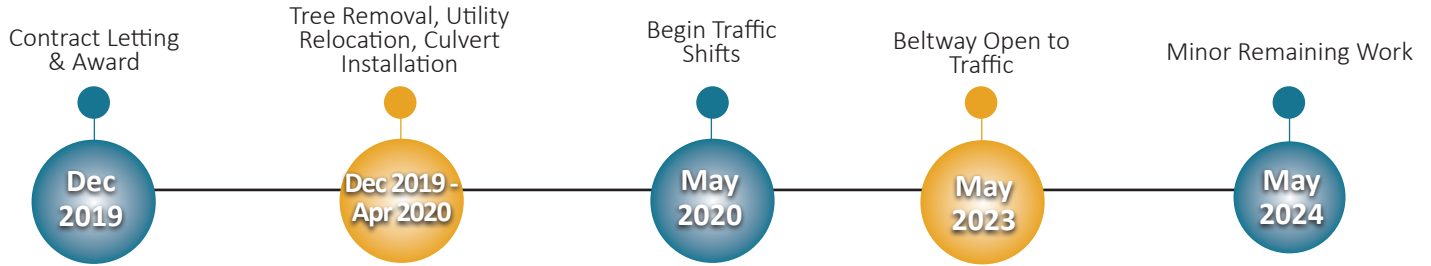 Contract Letting
& Award
Dec
2019
Tree Removal, Utility
Relocation, Culvert
Installation
Dec 2019 -
Apr 2020
Begin Traffic
Shifts
May
2020
Beltway Open to
Traffic
May
2023
Minor Remaining Work
May
2024